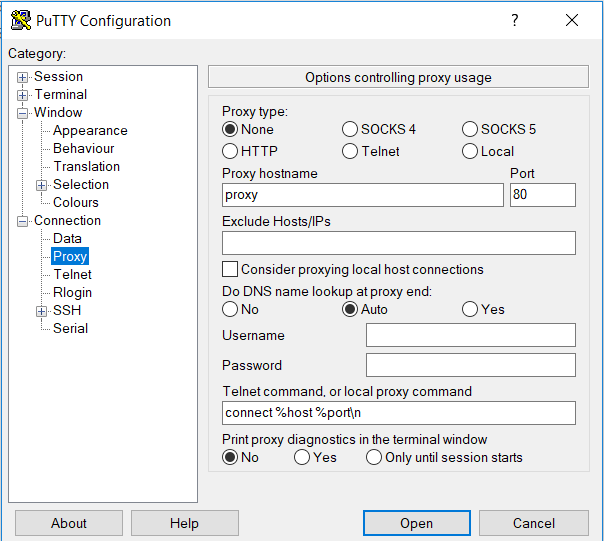 PuTTY Configuration
?
Category:
Session
Terminal
Window
Appearance
Behaviour
Translation
Selection
Colours
Connection
Data
Proxy
Telnet
Rlogin
SSH
Serial
Options controlling proxy usage
Proxy type:
None SOCKS 4 SOCKS 5
HTTP Telnet Local
Proxy hostname Port
proxy 80
Exclude Hosts/IPs
Consider proxying local host connections
Do DNS name lookup at proxy end:
No Auto Yes
Username
Password
Telnet command, or local proxy command
connect %host %port\n
Print proxy diagnostics in the terminal window
No Yes Only until session starts
About Help Open Cancel